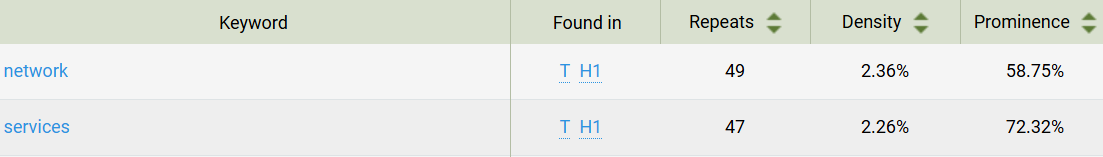 Keyword Found in Repeats Density Prominence
network T H1 49 2.36% 58.75%
services T H1 47 2.26% 72.32%